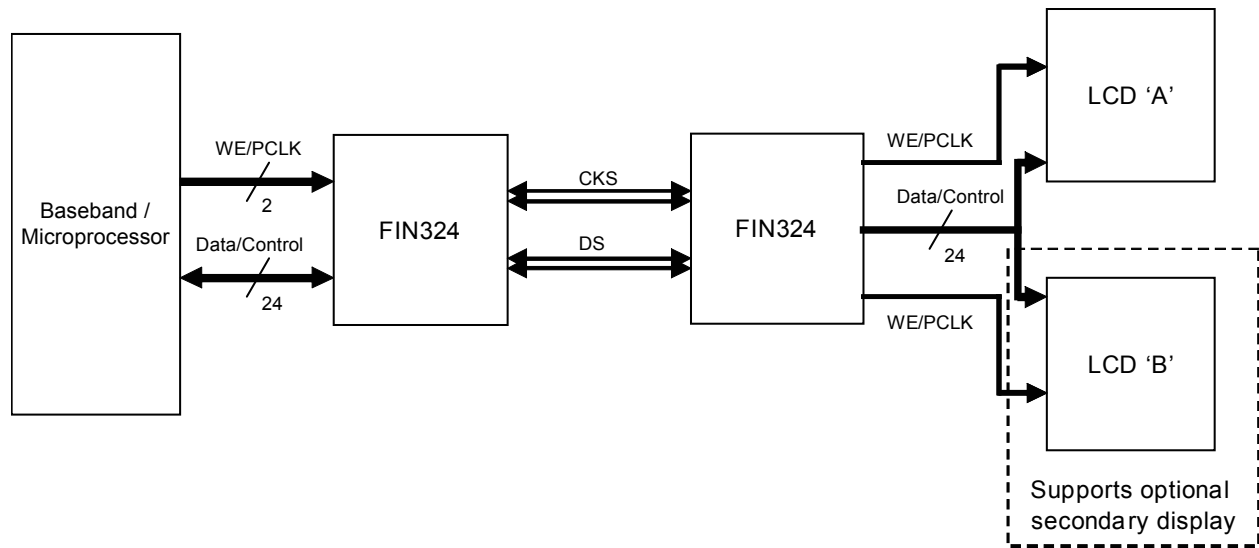 Baseband /
Microprocessor
WE/PCLK
2
Data/Control
24
FIN324
CKS
DS
FIN324
WE/PCLK
Data/Control
24
WE/PCLK
LCD ‘A’
LCD ‘B’
Supports optional
secondary display